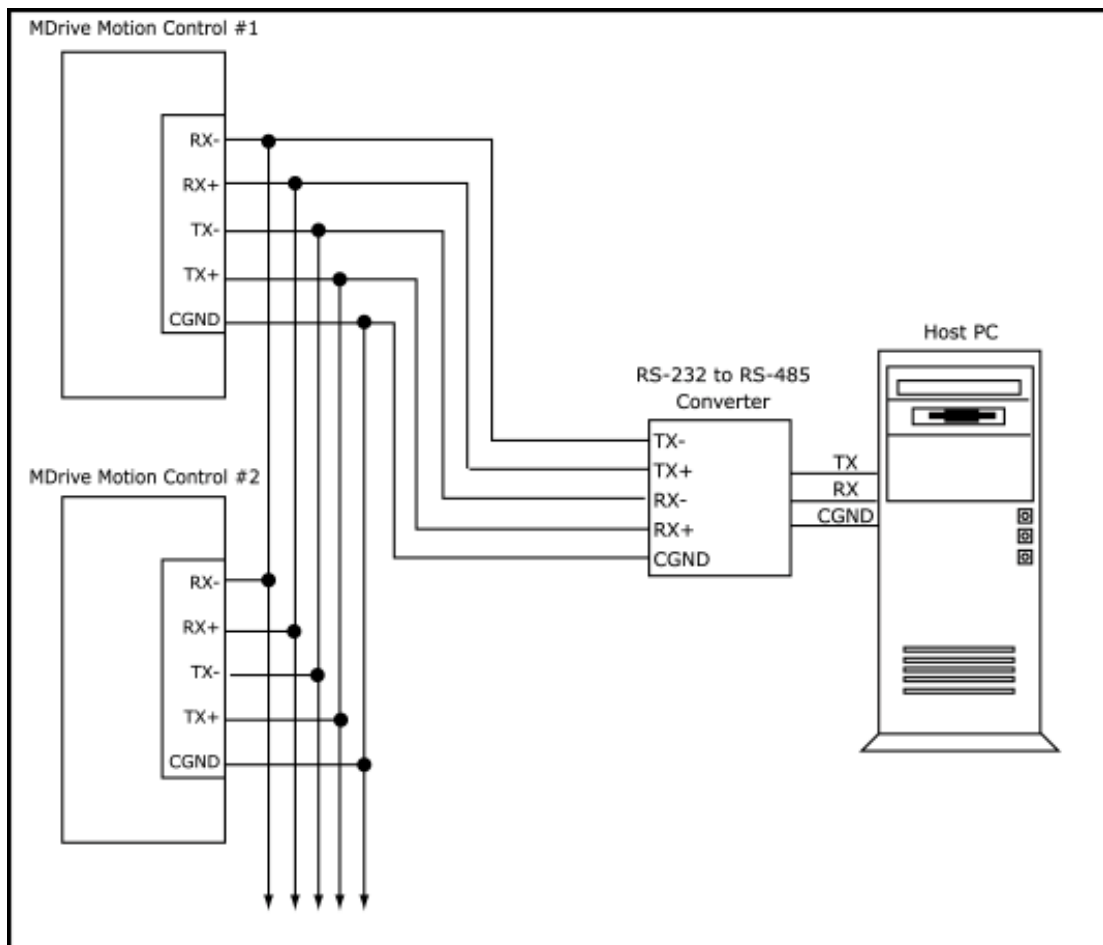 MDrive Motion Control #1
RX-
RX+
TX-
TX+
CGND
Host PC
RS-232 to RS-485
Converter
TX-
TX+
RX-
RX+
CGND
TX
RX
CGND
MDrive Motion Control #2
RX-
RX+
TX-
TX+
CGND